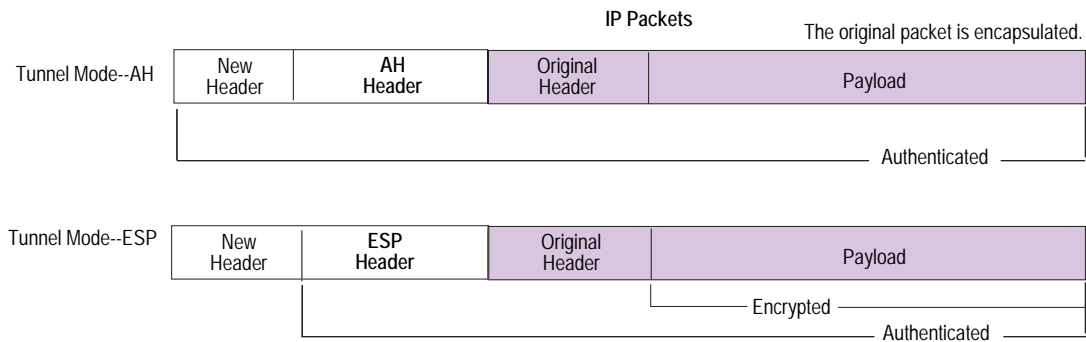 IP Packets
The original packet is encapsulated.
Tunnel Mode--AH
New
Header
AH
Header
Original
Header
Payload
Authenticated
Tunnel Mode--ESP
New
Header
ESP
Header
Original
Header
Payload
Encrypted
Authenticated